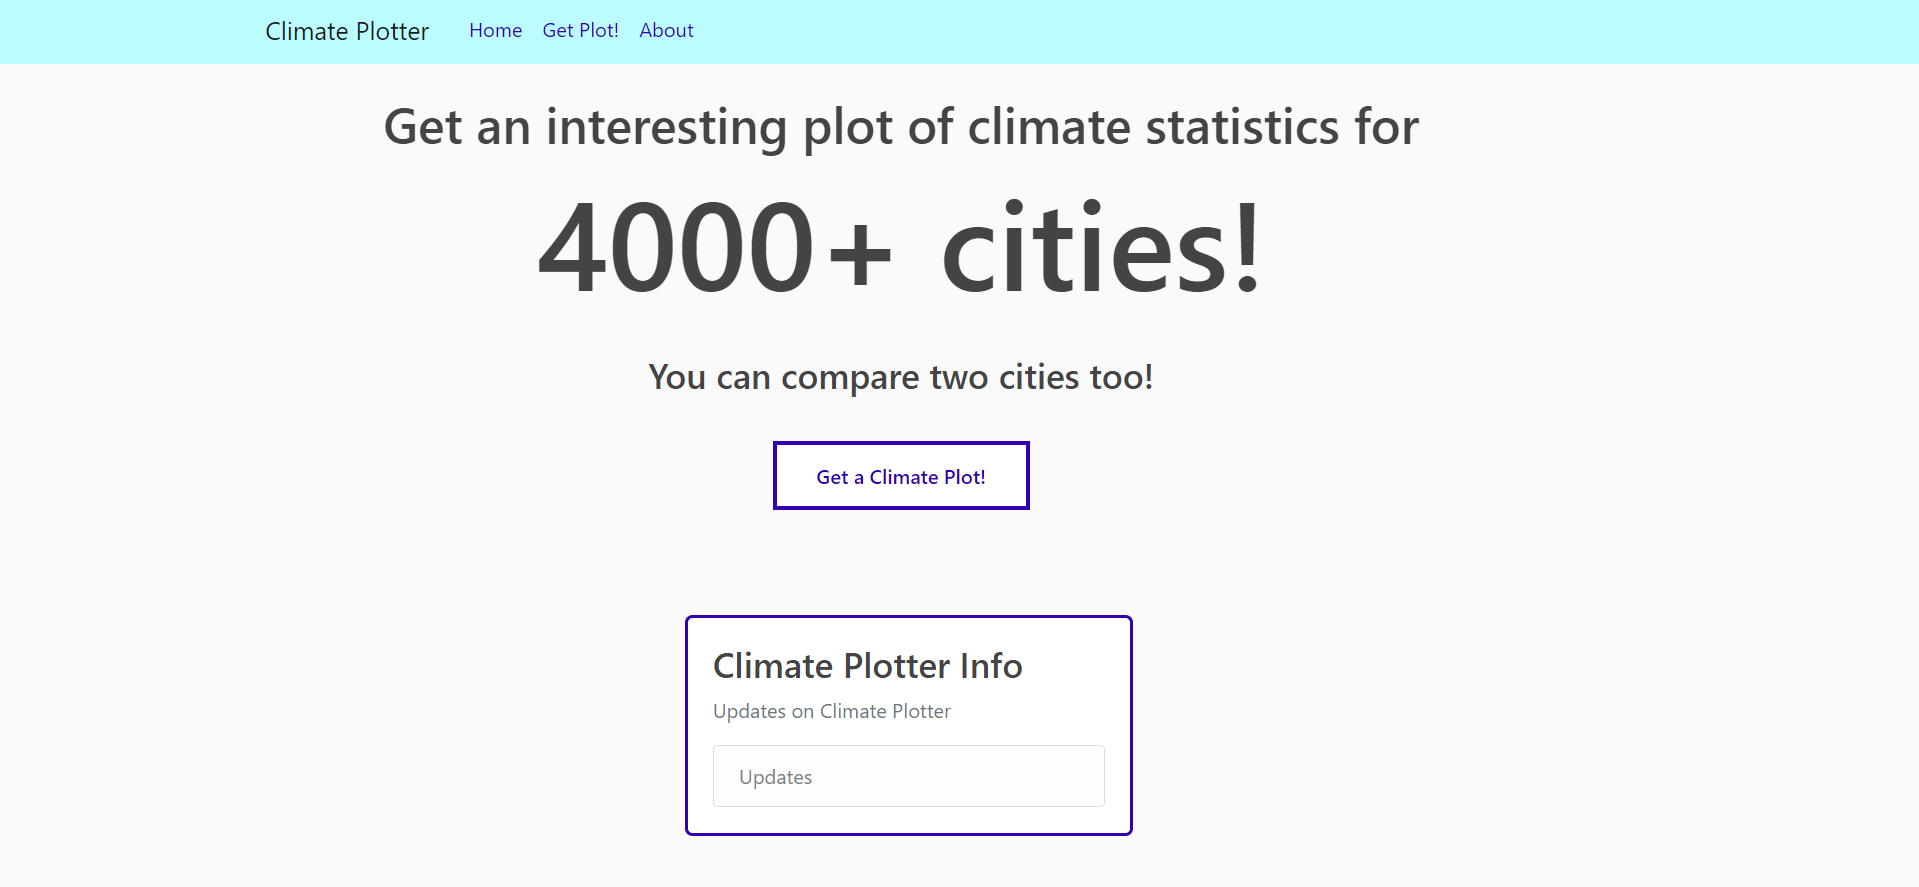 Climate Plotter Home Get Plot! About
Get an interesting plot of climate statistics for
4000+ cities!
You can compare two cities too!
Get a Climate Plot!
Climate Plotter Info
Updates on Climate Plotter
Updates